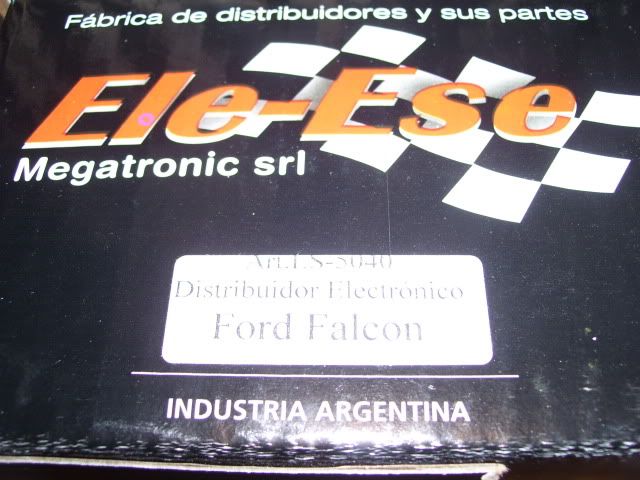 Fábrica de distribuidores y sus partes
Ele-Ese
Megatronic srl
Art.LS-5040
Distribuidor Electrónico
Ford Falcon
INDUSTRIA ARGENTINA